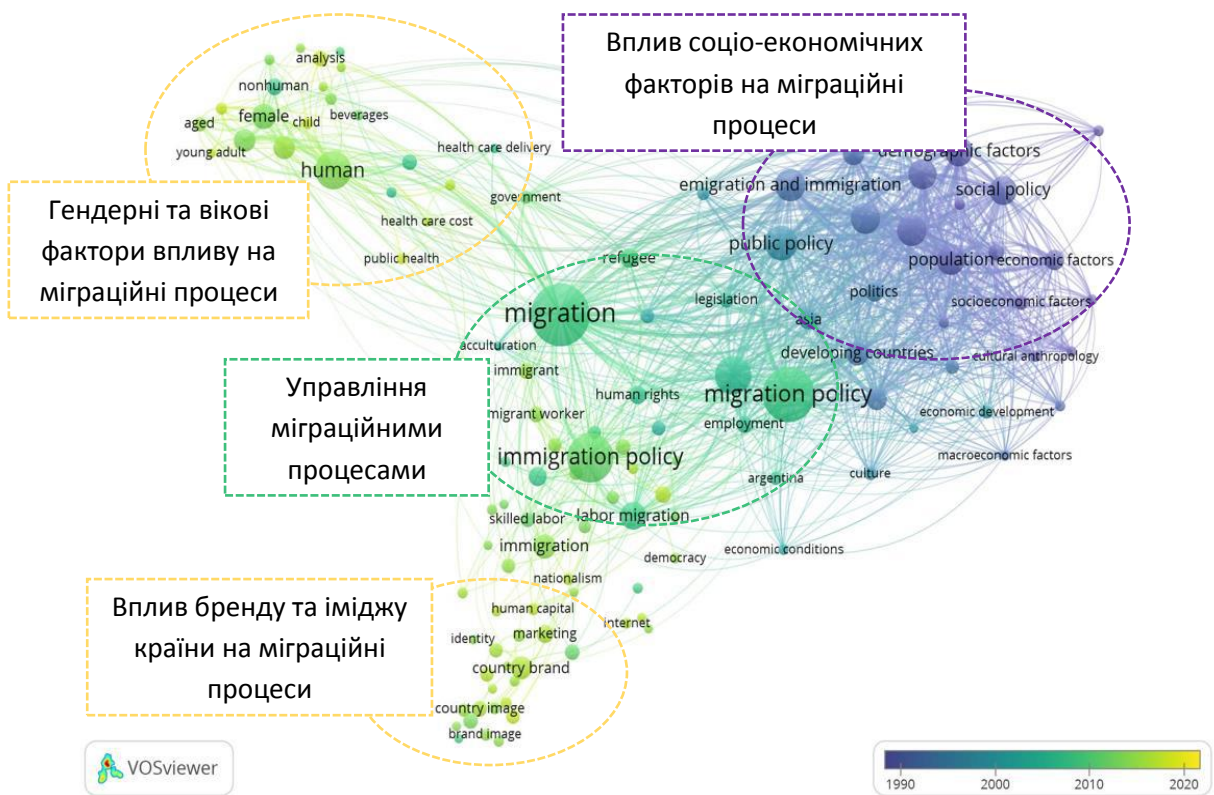 Вплив соціо-економічних
факторів на міграційні
процеси
analysis
nonhuman
female
child
beverages
aged
young adult
human
health care delivery
government
health care cost
public health
Гендерні та вікові
фактори впливу на
міграційні процеси
demographic factors
emigration and immigration
social policy
public policy
population
economic factors
politics
socioeconomic factors
refugee
legislation
asia
migration
acculturation
immigrant
developing countries
cultural anthropology
Управління
міграційними
процесами
human rights
migration policy
migrant worker
employment
economic development
immigration policy
macroeconomic factors
argentina
culture
skilled labor
labor migration
immigration
democracy
economic conditions
nationalism
Вплив бренду та іміджу
країни на міграційні
процеси
human capital
internet
identity
marketing
country brand
country image
brand image
VOSviewer
1990
2000
2010
2020